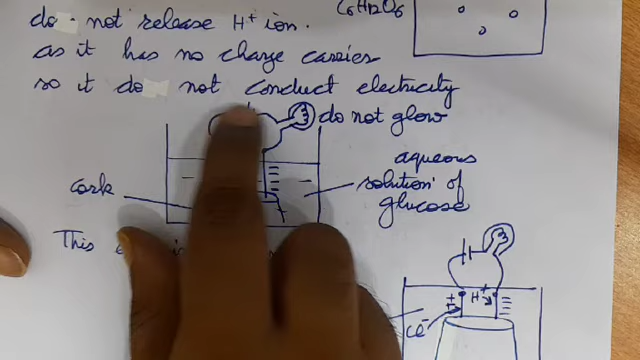 do not release H⁺ ion.
C6H12O6
as it has no charge carries
so it do not conduct electricity
do not glow
aqueous
solution of
glucose
cork
This
H⁺
Cl⁻